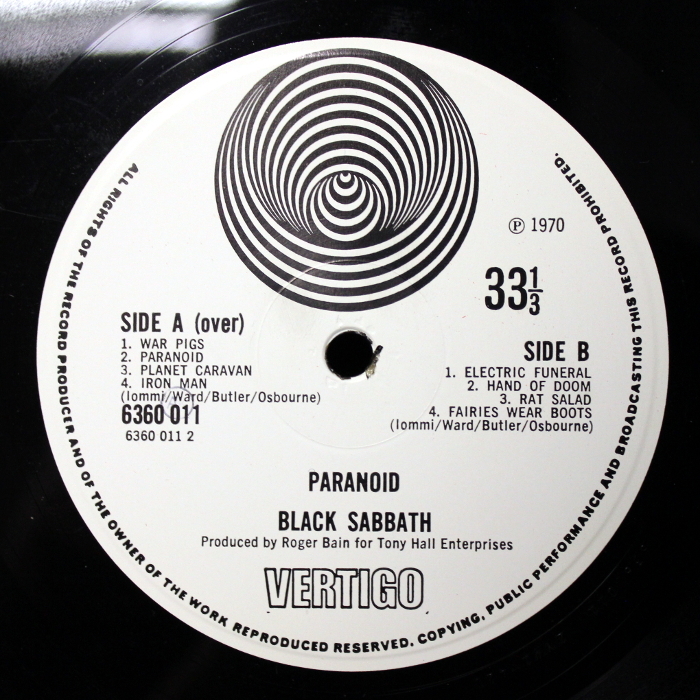 ALL RIGHTS OF THE RECORD PRODUCER AND OF THE OWNER OF THE WORK REPRODUCED RESERVED. COPYING, PUBLIC PERFORMANCE AND BROADCASTING THIS RECORD PROHIBITED.
℗ 1970
33 1/3
SIDE A (over)
1. WAR PIGS
2. PARANOID
3. PLANET CARAVAN
4. IRON MAN
(Iommi/Ward/Butler/Osbourne)
6360 011
6360 011 2
SIDE B
1. ELECTRIC FUNERAL
2. HAND OF DOOM
3. RAT SALAD
4. FAIRIES WEAR BOOTS
(Iommi/Ward/Butler/Osbourne)
PARANOID
BLACK SABBATH
Produced by Roger Bain for Tony Hall Enterprises
VERTIGO